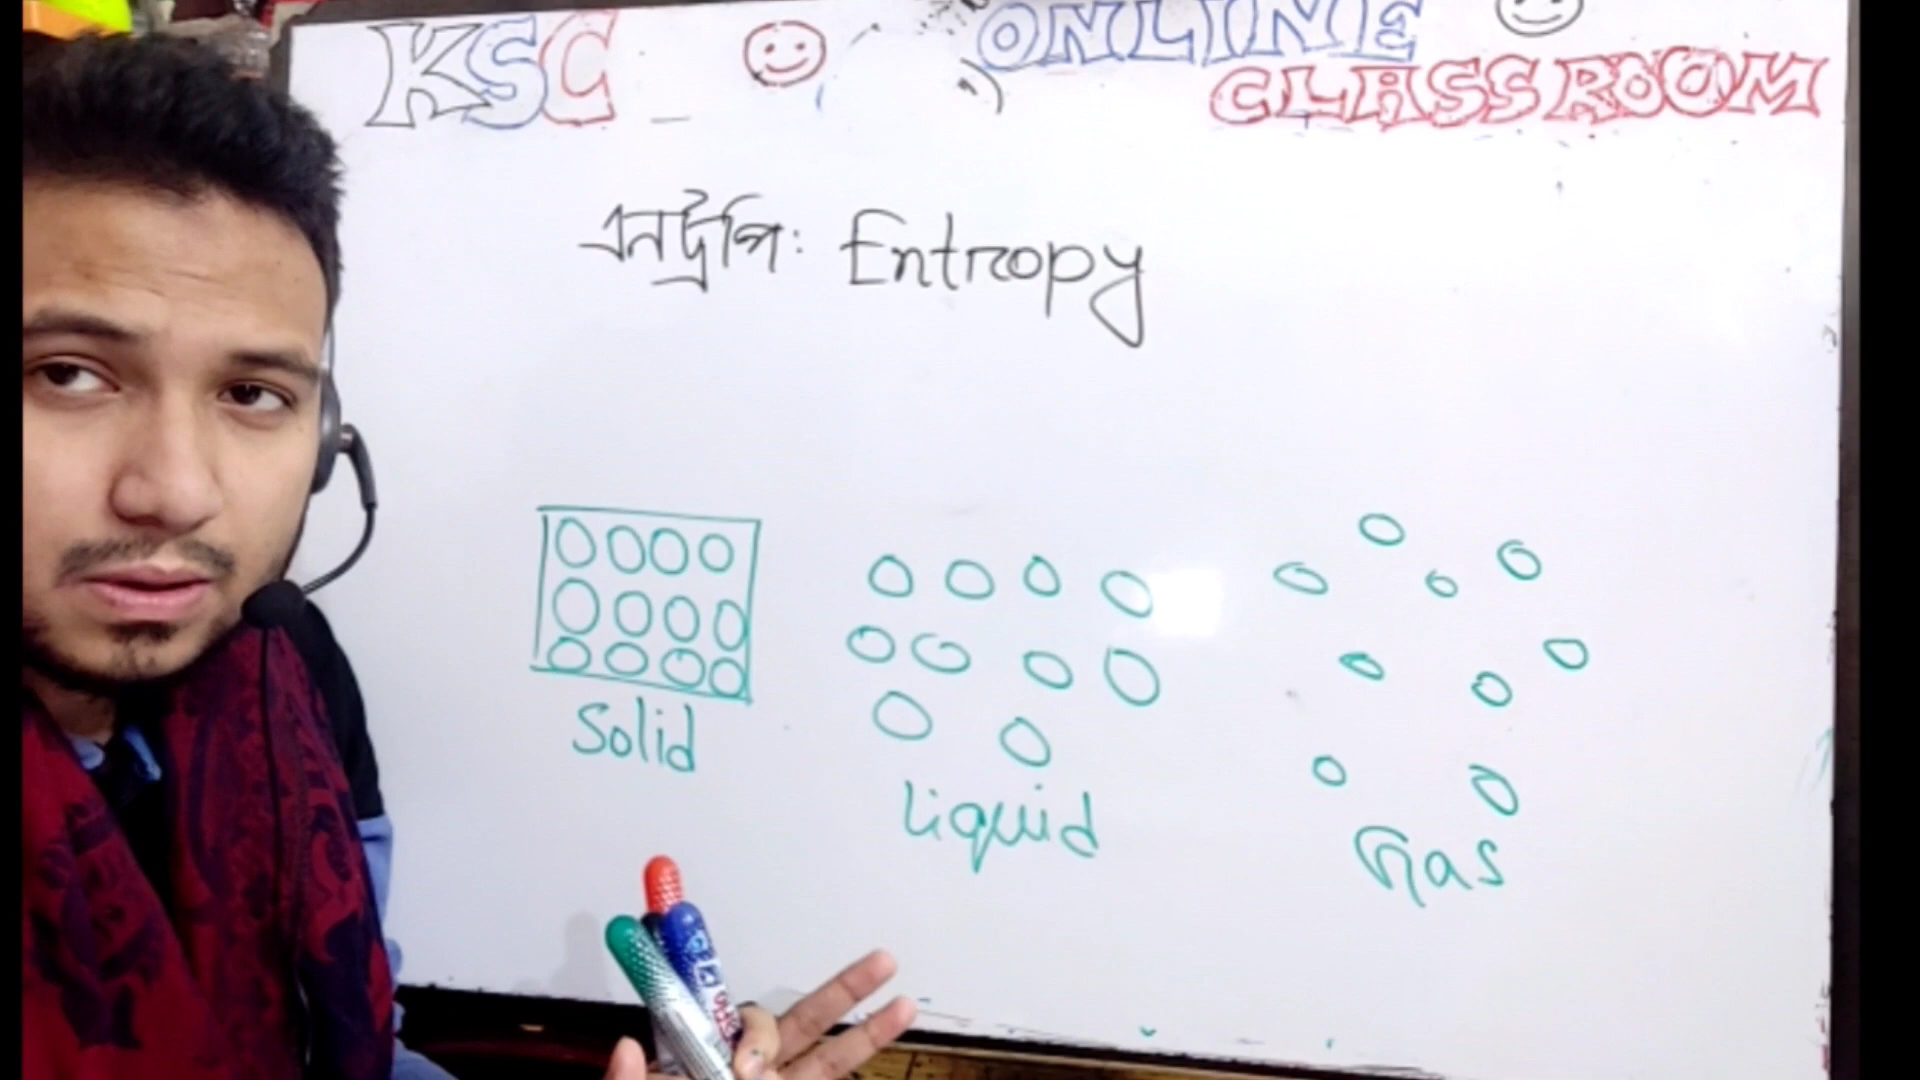 KSC ONLINE
CLASSROOM
এনট্রপি: Entropy
Solid
Liquid
Gas